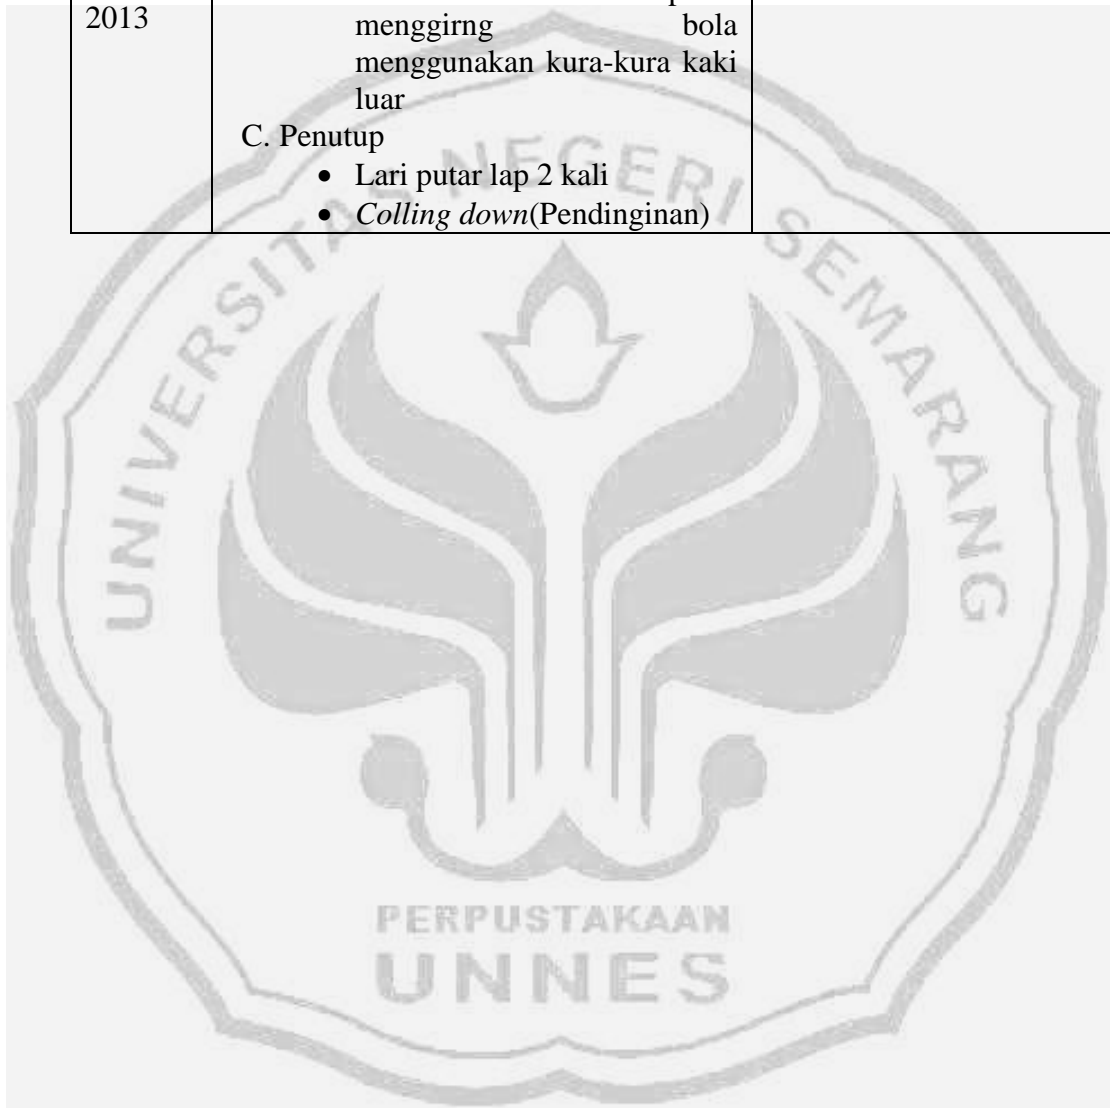 2013
menggirng bola
menggunakan kura-kura kaki
luar
C. Penutup
• Lari putar lap 2 kali
• Colling down(Pendinginan)
UNIVERSITAS NEGERI SEMARANG
PERPUSTAKAAN
UNNES